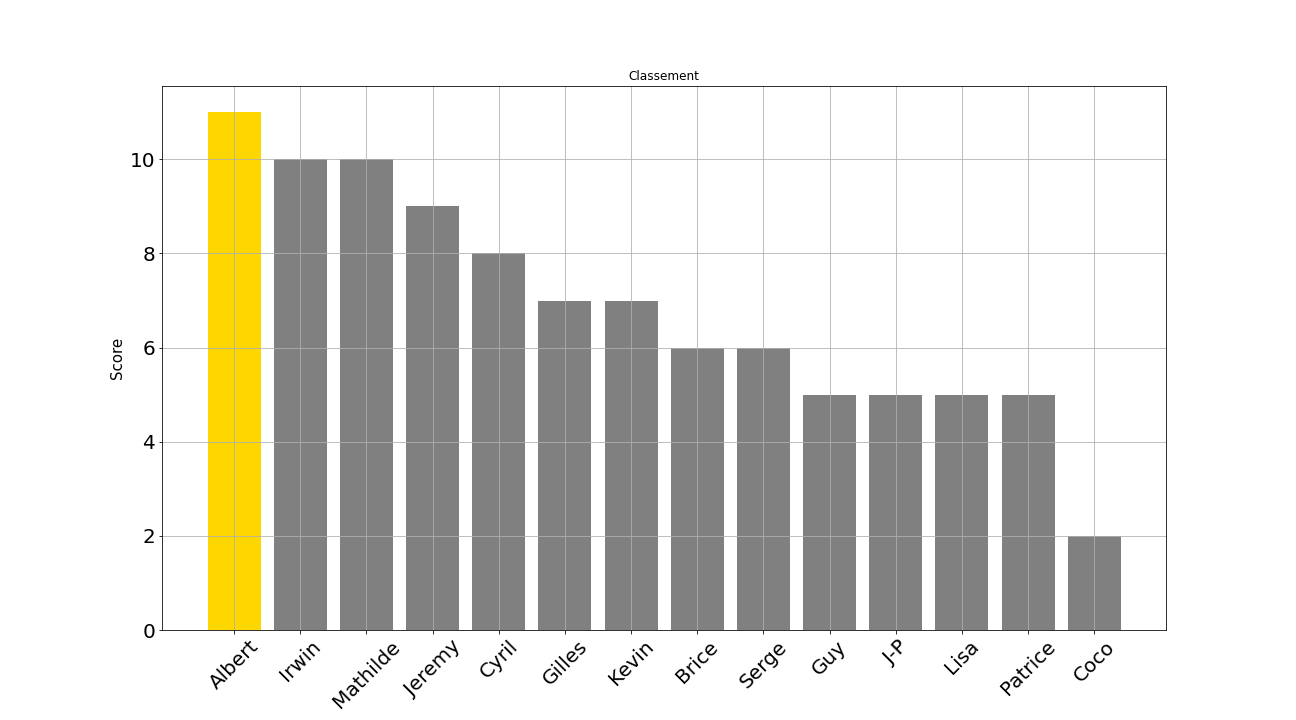 Classement
Score
10
8
6
4
2
0
Albert
Irwin
Mathilde
Jeremy
Cyril
Gilles
Kevin
Brice
Serge
Guy
J-P
Lisa
Patrice
Coco